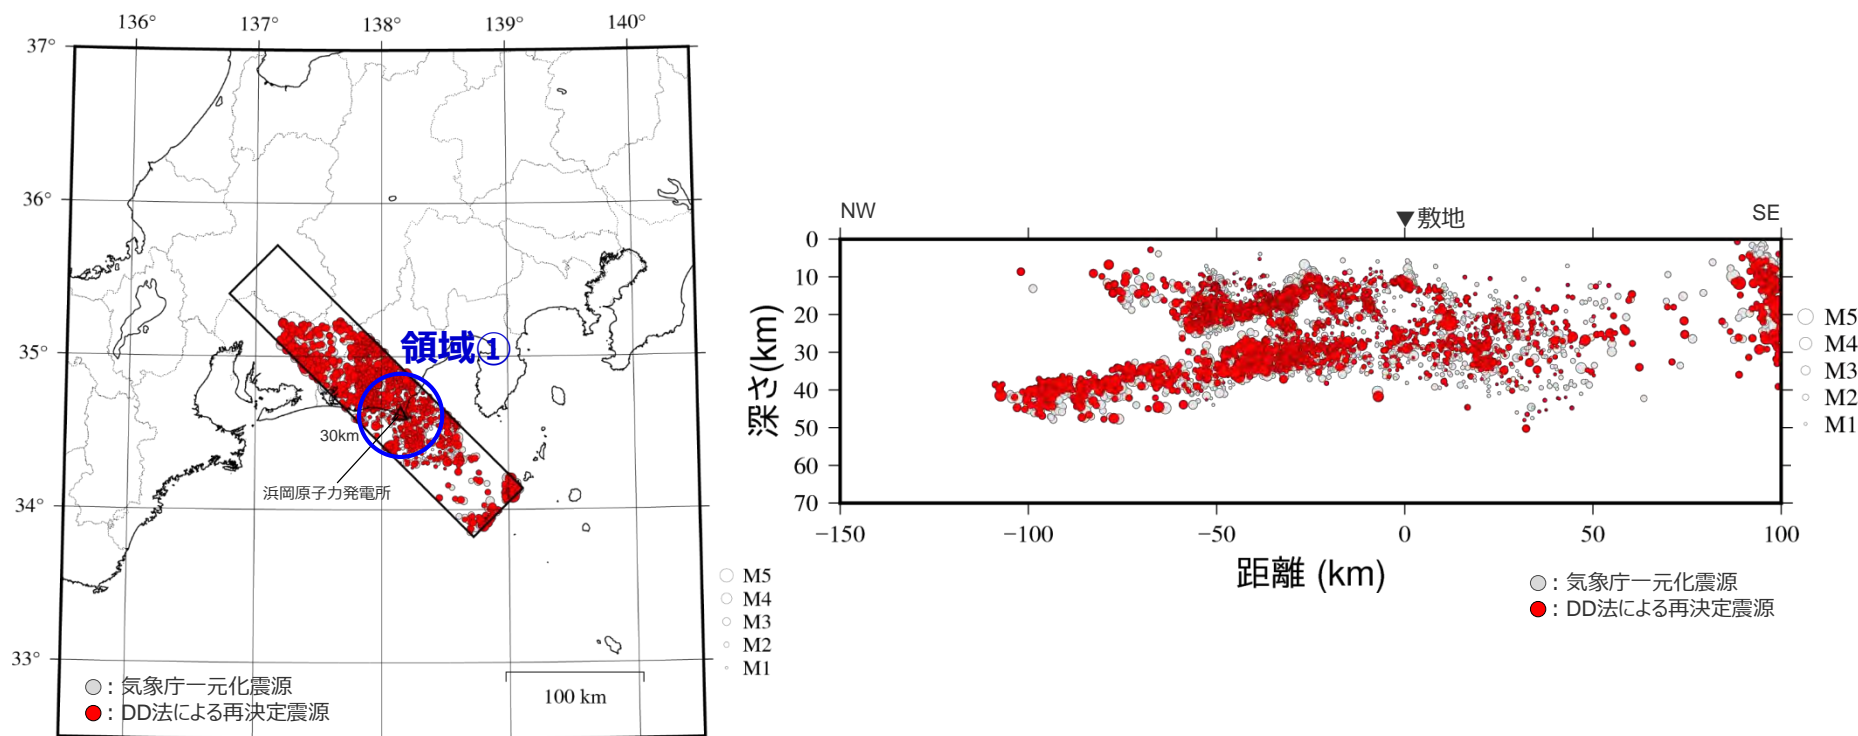 136°
137°
138°
139°
140°
37°
36°
35°
34°
33°
領域①
30km
浜岡原子力発電所
M5
M4
M3
M2
M1
100 km
：気象庁一元化震源
：DD法による再決定震源
NW
▼敷地
SE
0
10
20
30
40
50
60
70
深さ(km)
−150
−100
−50
0
50
100
距離 (km)
M5
M4
M3
M2
M1
：気象庁一元化震源
：DD法による再決定震源